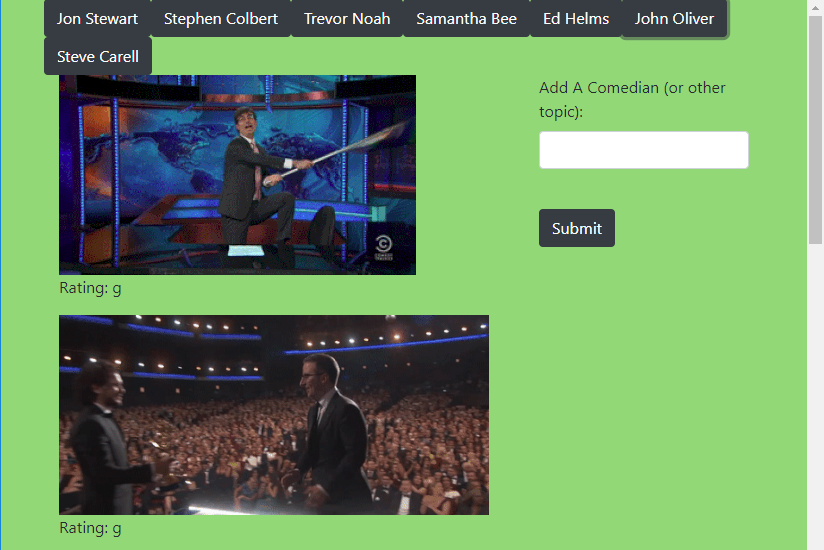 Jon Stewart Stephen Colbert Trevor Noah Samantha Bee Ed Helms John Oliver
Steve Carell
Add A Comedian (or other
topic):
Submit
Rating: g
Rating: g